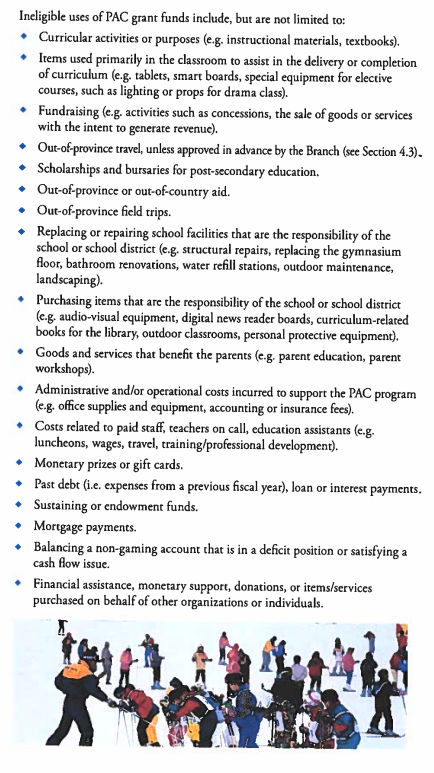 Ineligible uses of PAC grant funds include, but are not limited to:
◆ Curricular activities or purposes (e.g. instructional materials, textbooks).
◆ Items used primarily in the classroom to assist in the delivery or completion
of curriculum (e.g. tablets, smart boards, special equipment for elective
courses, such as lighting or props for drama class).
◆ Fundraising (e.g. activities such as concessions, the sale of goods or services
with the intent to generate revenue).
◆ Out-of-province travel, unless approved in advance by the Branch (see Section 4.3).
◆ Scholarships and bursaries for post-secondary education.
◆ Out-of-province or out-of-country aid.
◆ Out-of-province field trips.
◆ Replacing or repairing school facilities that are the responsibility of the
school or school district (e.g. structural repairs, replacing the gymnasium
floor, bathroom renovations, water refill stations, outdoor maintenance,
landscaping).
◆ Purchasing items that are the responsibility of the school or school district
(e.g. audio-visual equipment, digital news reader boards, curriculum-related
books for the library, outdoor classrooms, personal protective equipment).
◆ Goods and services that benefit the parents (e.g. parent education, parent
workshops).
◆ Administrative and/or operational costs incurred to support the PAC program
(e.g. office supplies and equipment, accounting or insurance fees).
◆ Costs related to paid staff, teachers on call, education assistants (e.g.
luncheons, wages, travel, training/professional development).
◆ Monetary prizes or gift cards.
◆ Past debt (i.e. expenses from a previous fiscal year), loan or interest payments.
◆ Sustaining or endowment funds.
◆ Mortgage payments.
◆ Balancing a non-gaming account that is in a deficit position or satisfying a
cash flow issue.
◆ Financial assistance, monetary support, donations, or items/services
purchased on behalf of other organizations or individuals.